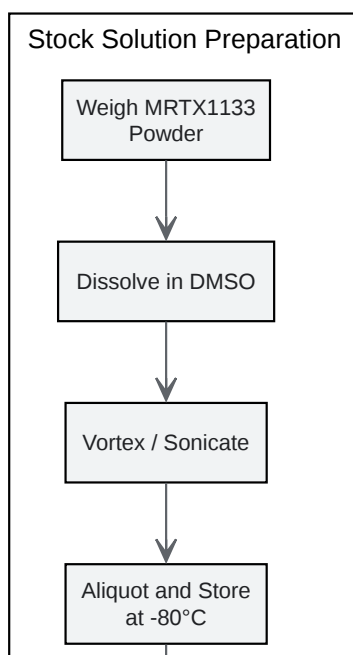 Stock Solution Preparation
Weigh MRTX1133
Powder
Dissolve in DMSO
Vortex / Sonicate
Aliquot and Store
at -80°C